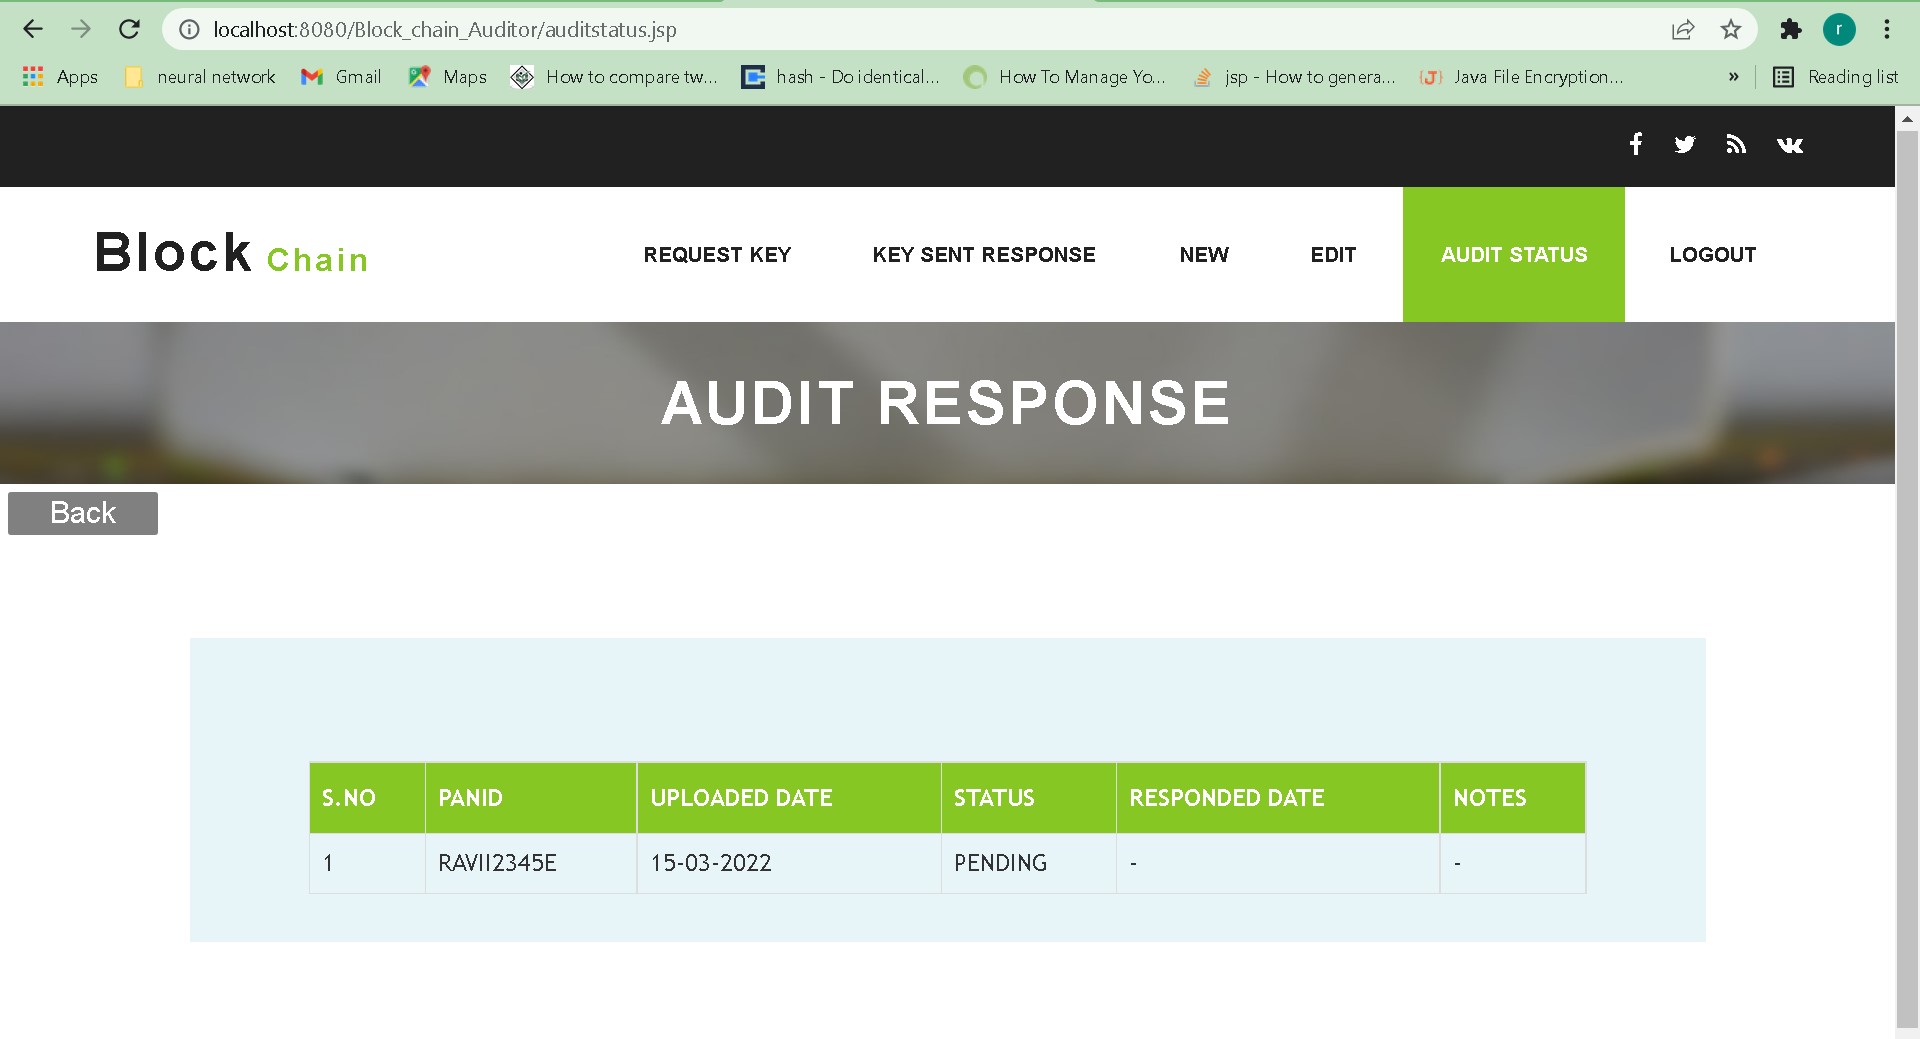 localhost:8080/Block_chain_Auditor/auditstatus.jsp
r
Apps neural network Gmail Maps How to compare tw... hash - Do identical... How To Manage Yo... jsp - How to genera... Java File Encryption... » Reading list
Block Chain REQUEST KEY KEY SENT RESPONSE NEW EDIT AUDIT STATUS LOGOUT
AUDIT RESPONSE
Back
S.NO PANID UPLOADED DATE STATUS RESPONDED DATE NOTES
1 RAVII2345E 15-03-2022 PENDING - -